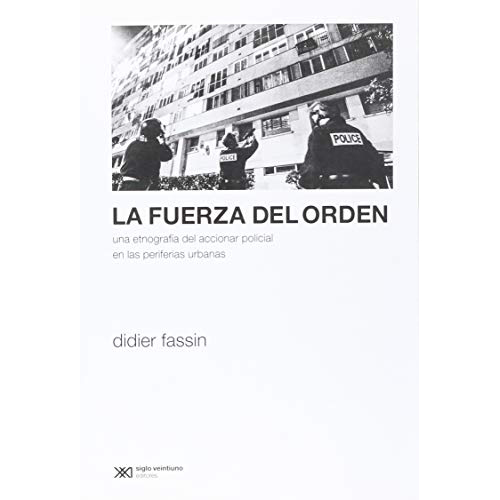 POLICE
POLICE
LA FUERZA DEL ORDEN
una etnografía del accionar policial
en las periferias urbanas
didier fassin
siglo veintiuno
editores